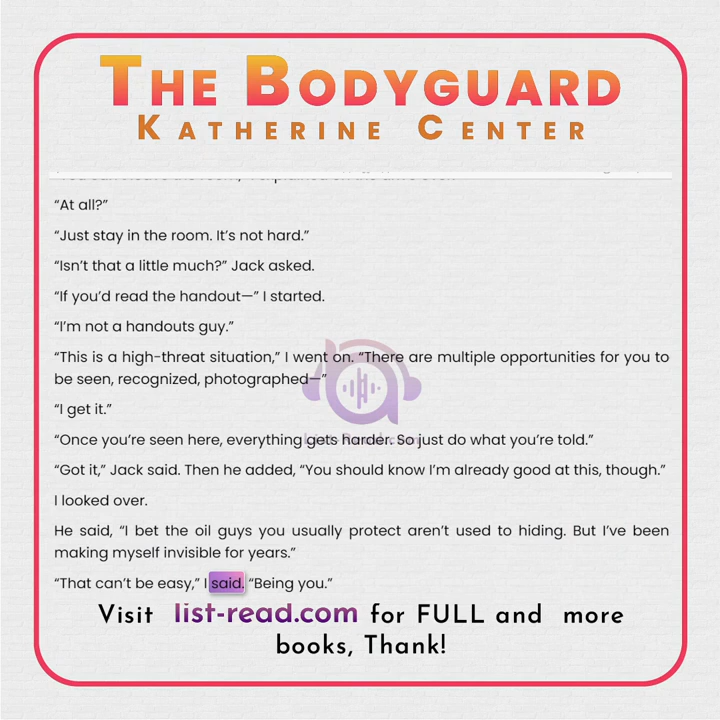 THE BODYGUARD
KATHERINE CENTER
“At all?”
“Just stay in the room. It’s not hard.”
“Isn’t that a little much?” Jack asked.
“If you’d read the handout—” I started.
“I’m not a handouts guy.”
“This is a high-threat situation,” I went on. “There are multiple opportunities for you to
be seen, recognized, photographed—”
“I get it.”
“Once you’re seen here, everything gets harder. So just do what you’re told.”
“Got it,” Jack said. Then he added, “You should know I’m already good at this, though.”
I looked over.
He said, “I bet the oil guys you usually protect aren’t used to hiding. But I’ve been
making myself invisible for years.”
“That can’t be easy,” I said. “Being you.”
Visit list-read.com for FULL and more
books, Thank!